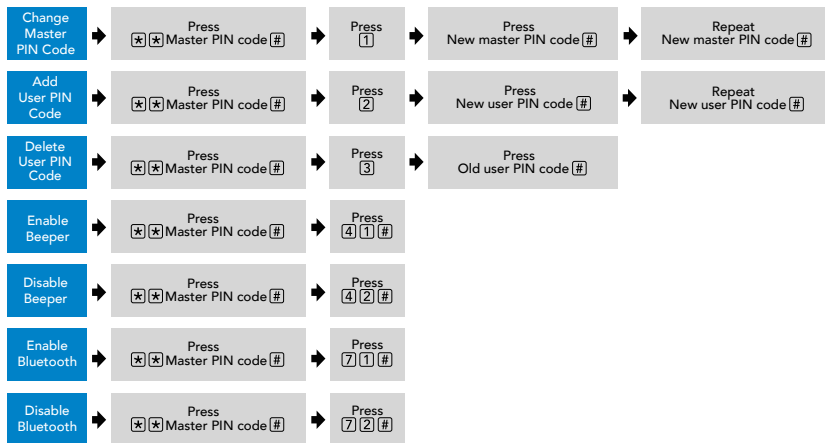 Change
Master
PIN Code
Press
**Master PIN code#
Press
1
Press
New master PIN code#
Repeat
New master PIN code#
Add
User PIN
Code
Press
**Master PIN code#
Press
2
Press
New user PIN code#
Repeat
New user PIN code#
Delete
User PIN
Code
Press
**Master PIN code#
Press
3
Press
Old user PIN code#
Enable
Beeper
Press
**Master PIN code#
Press
41#
Disable
Beeper
Press
**Master PIN code#
Press
42#
Enable
Bluetooth
Press
**Master PIN code#
Press
71#
Disable
Bluetooth
Press
**Master PIN code#
Press
72#